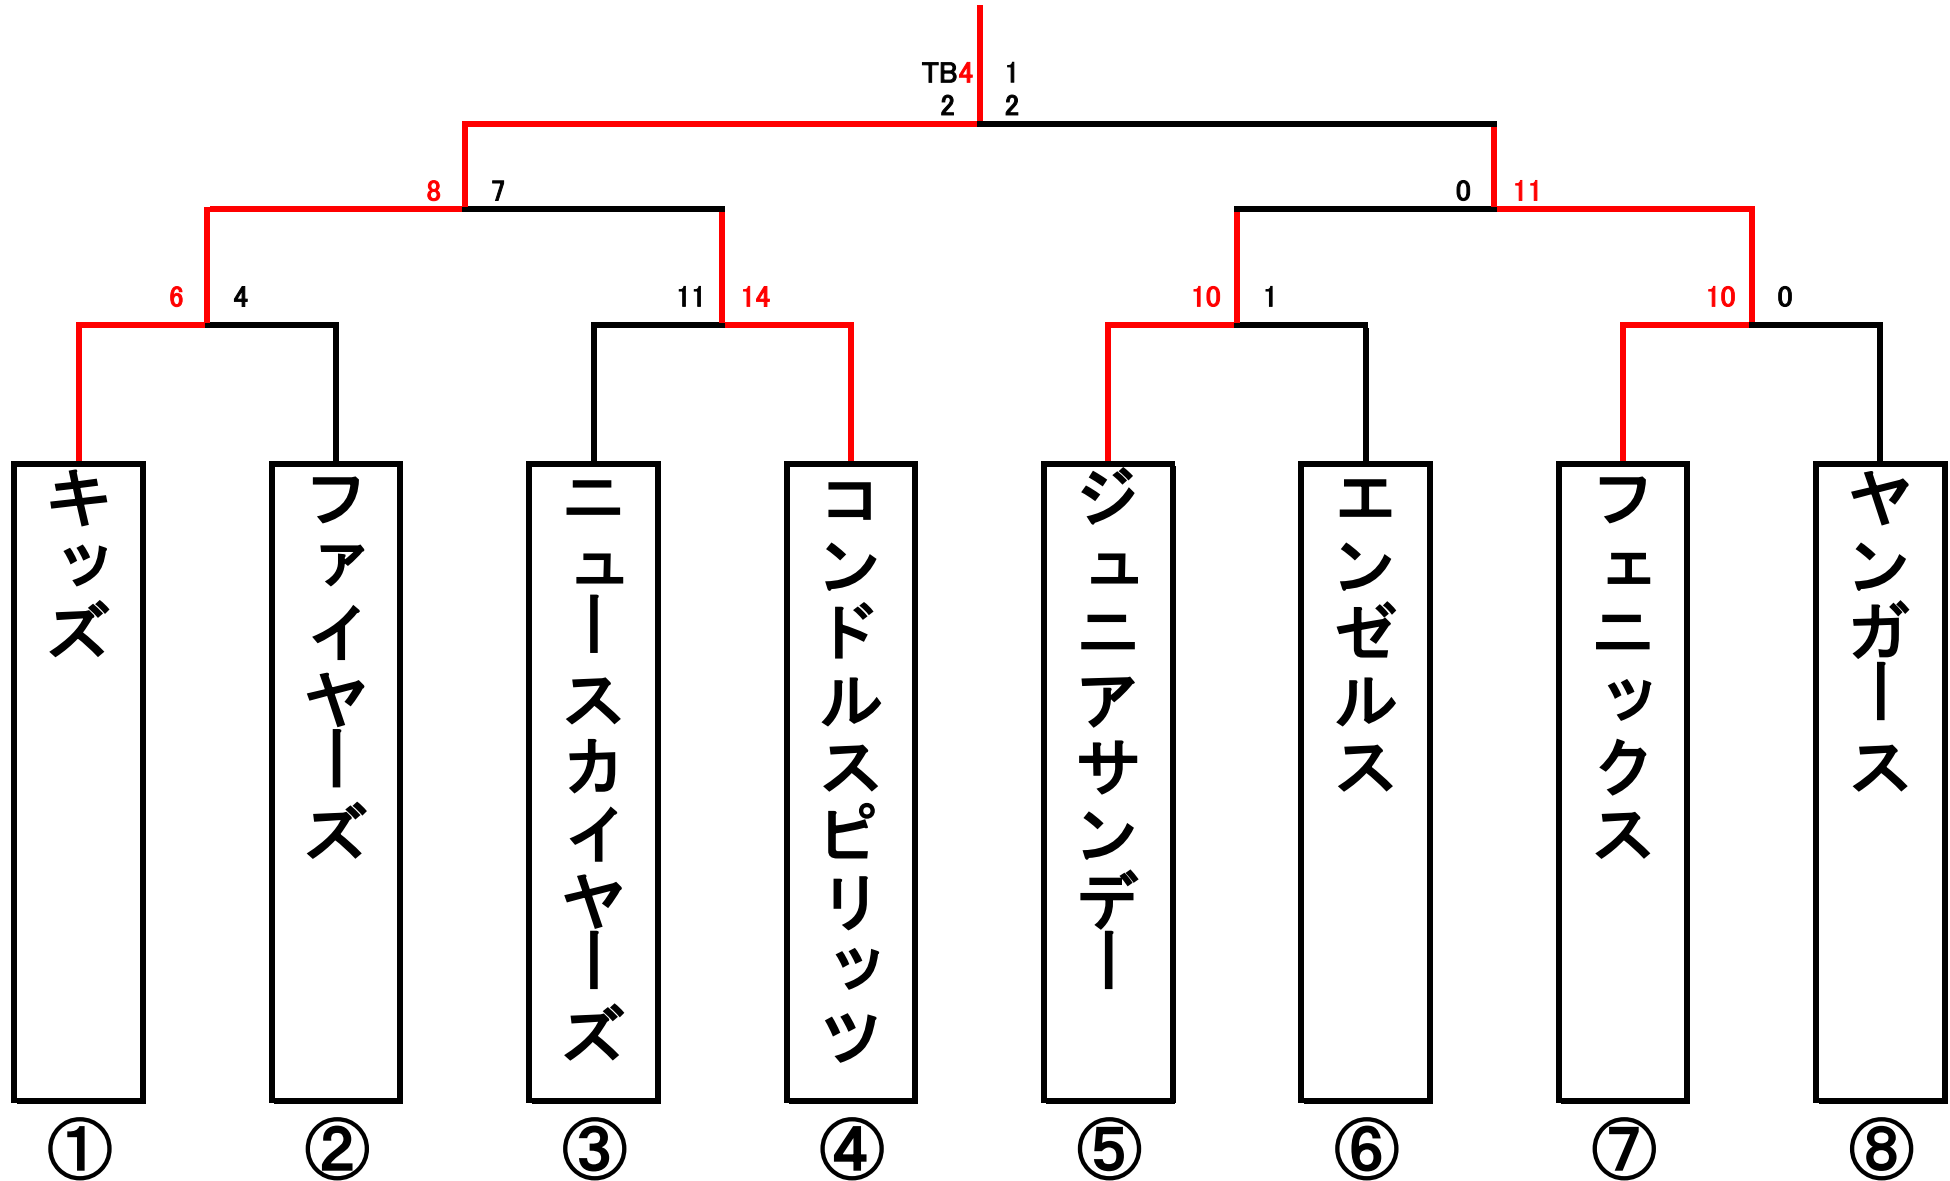 TB4 1
2 2
8 7 0 11
6 4 11 14 10 1 10 0
キッズ
ファイヤーズ
ニュースカイヤーズ
コンドルスピリッツ
ジュニアサンデー
エンゼルス
フェニックス
ヤンガース
① ② ③ ④ ⑤ ⑥ ⑦ ⑧